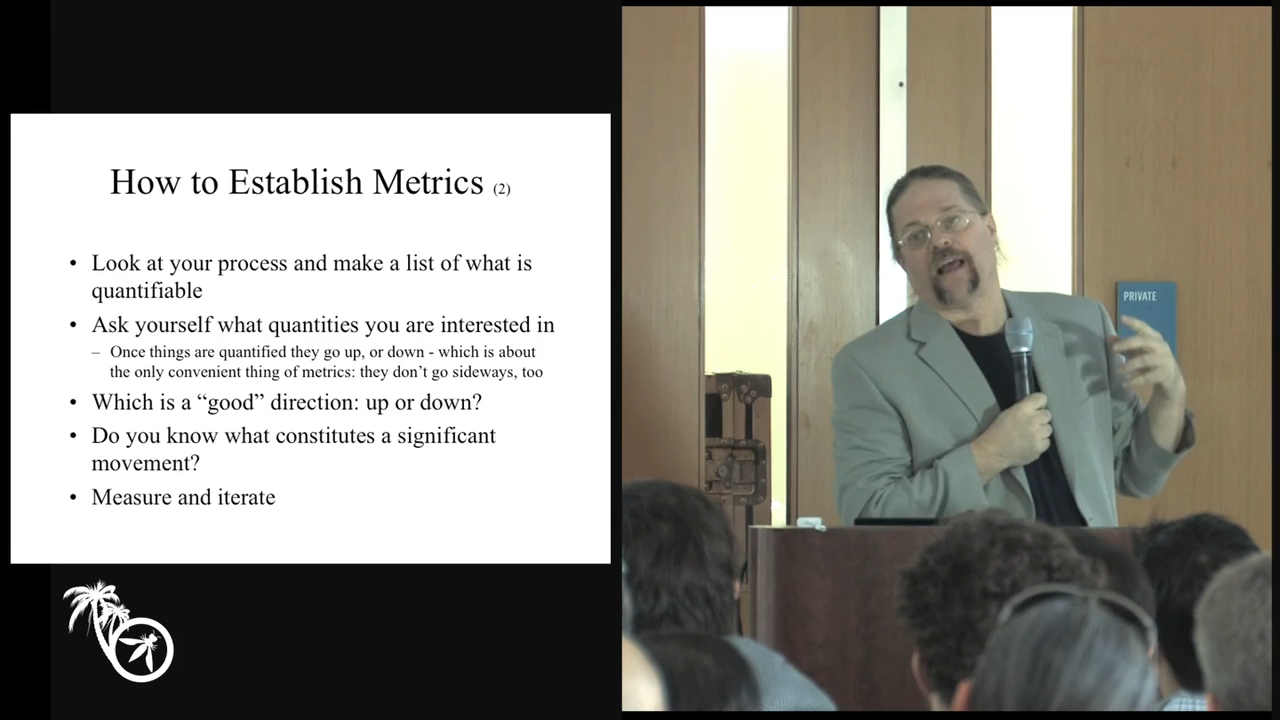 How to Establish Metrics (2)
• Look at your process and make a list of what is
quantifiable
• Ask yourself what quantities you are interested in
– Once things are quantified they go up, or down - which is about
the only convenient thing of metrics: they don't go sideways, too
• Which is a “good” direction: up or down?
• Do you know what constitutes a significant
movement?
• Measure and iterate
PRIVATE